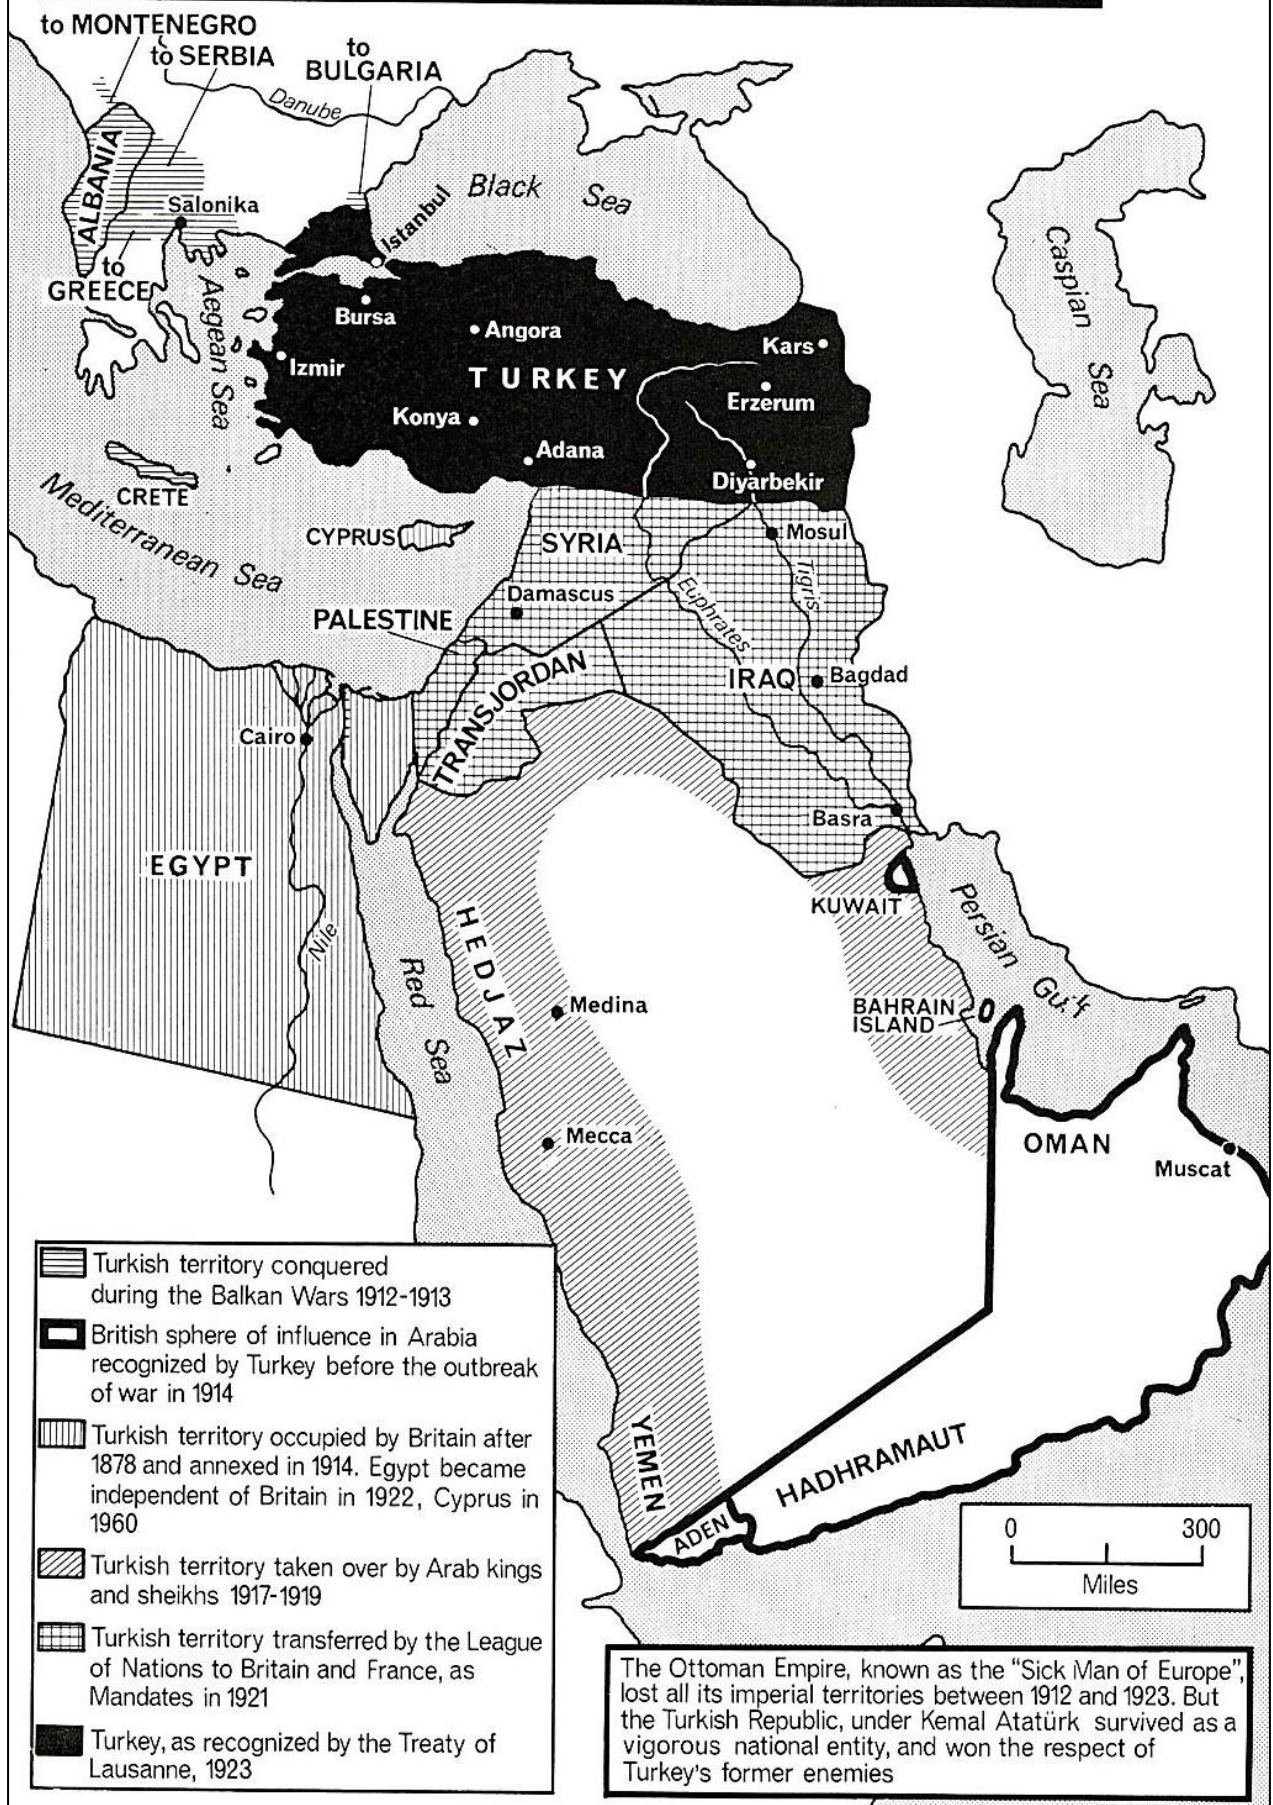 to MONTENEGRO
to SERBIA
to
BULGARIA
Danube
ALBANIA
Salonika
to
GREECE
Aegean Sea
Black Sea
Istanbul
Caspian Sea
Bursa
Angora
Izmir
TURKEY
Kars
Erzerum
Konya
Adana
Diyarbekir
CRETE
Mediterranean Sea
CYPRUS
SYRIA
Mosul
Tigris
Damascus
Euphrates
PALESTINE
TRANSJORDAN
IRAQ
Bagdad
Cairo
Basra
EGYPT
KUWAIT
Persian Gulf
Nile
HEDJAZ
Red Sea
Medina
BAHRAIN
ISLAND
Mecca
OMAN
Muscat
YEMEN
HADHRAMAUT
ADEN
Turkish territory conquered
during the Balkan Wars 1912-1913
British sphere of influence in Arabia
recognized by Turkey before the outbreak
of war in 1914
Turkish territory occupied by Britain after
1878 and annexed in 1914. Egypt became
independent of Britain in 1922, Cyprus in
1960
Turkish territory taken over by Arab kings
and sheikhs 1917-1919
Turkish territory transferred by the League
of Nations to Britain and France, as
Mandates in 1921
Turkey, as recognized by the Treaty of
Lausanne, 1923
0 300
Miles
The Ottoman Empire, known as the "Sick Man of Europe",
lost all its imperial territories between 1912 and 1923. But
the Turkish Republic, under Kemal Atatürk survived as a
vigorous national entity, and won the respect of
Turkey's former enemies